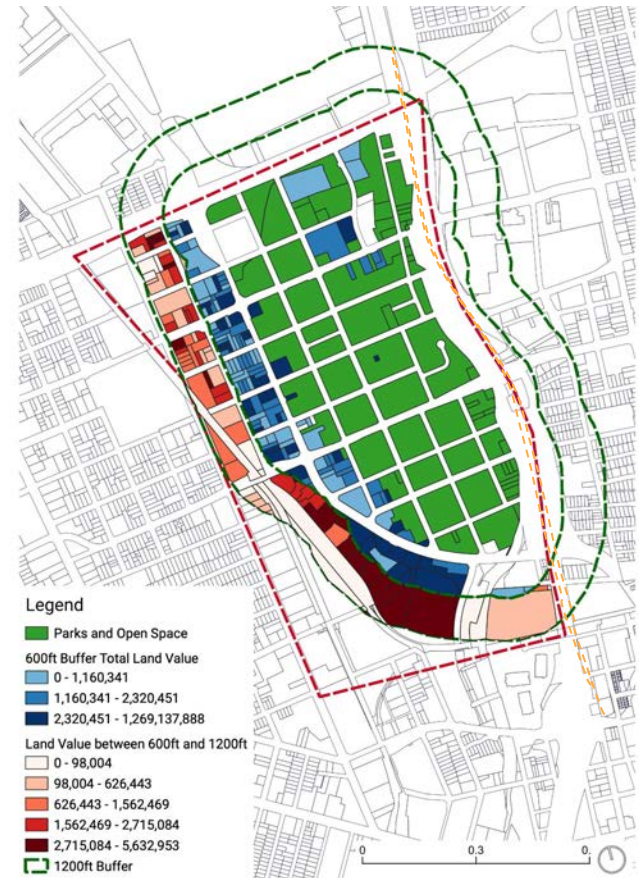 Legend
Parks and Open Space
600ft Buffer Total Land Value
0 - 1,160,341
1,160,341 - 2,320,451
2,320,451 - 1,269,137,888
Land Value between 600ft and 1200ft
0 - 98,004
98,004 - 626,443
626,443 - 1,562,469
1,562,469 - 2,715,084
2,715,084 - 5,632,953
1200ft Buffer
0 0.3 0.